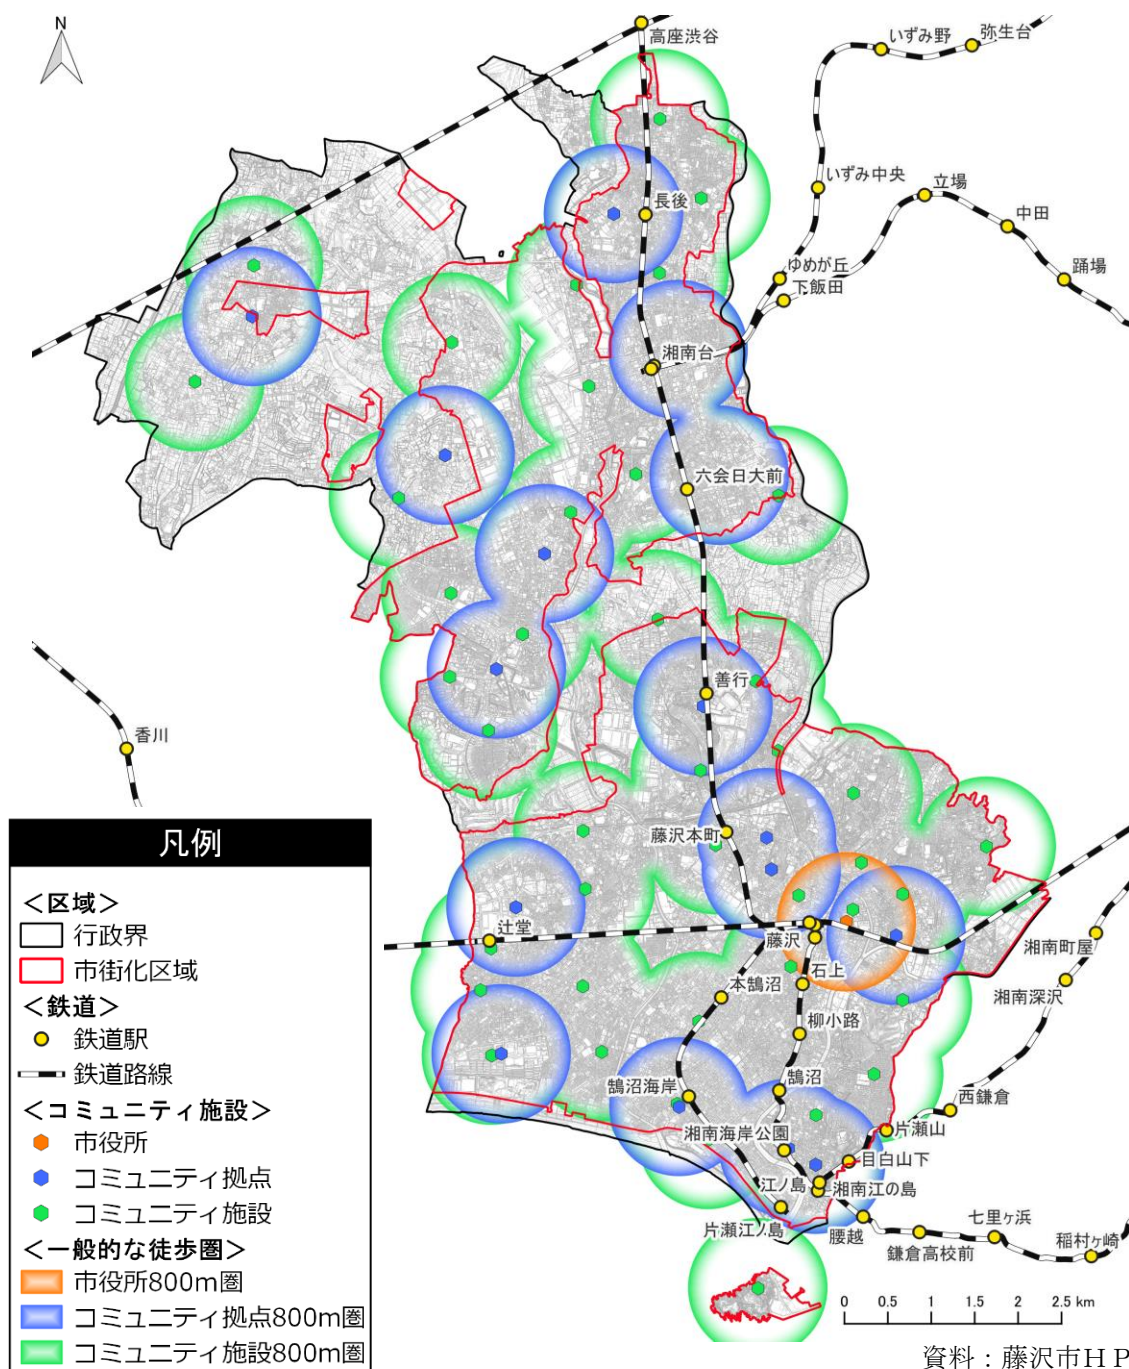 N
高座渋谷
いずみ野
弥生台
いずみ中央
立場
中田
踊場
ゆめが丘
下飯田
長後
湘南台
六会日大前
善行
香川
藤沢本町
辻堂
藤沢
石上
本鵠沼
柳小路
湘南町屋
湘南深沢
鵠沼海岸
鵠沼
西鎌倉
湘南海岸公園
片瀬山
目白山下
江ノ島
湘南江の島
片瀬江ノ島
腰越
鎌倉高校前
七里ヶ浜
稲村ヶ崎
凡例
＜区域＞
行政界
市街化区域
＜鉄道＞
鉄道駅
鉄道路線
＜コミュニティ施設＞
市役所
コミュニティ拠点
コミュニティ施設
＜一般的な徒歩圏＞
市役所800m圏
コミュニティ拠点800m圏
コミュニティ施設800m圏
0 0.5 1 1.5 2 2.5 km
資料：藤沢市ＨＰ